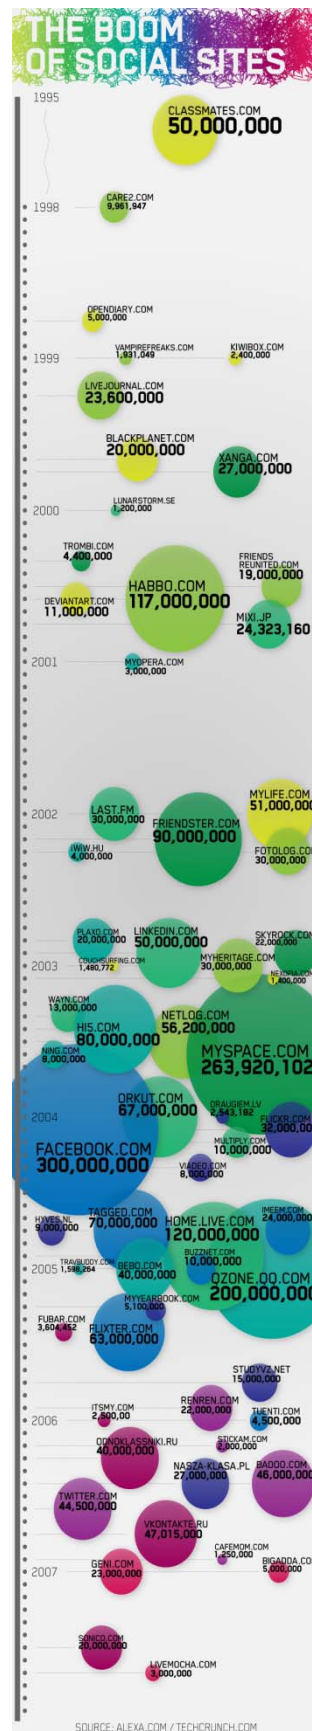 THE BOOM
OF SOCIAL SITES
1995
CLASSMATES.COM
50,000,000
1998
CARE2.COM
9,961,947
OPENDIARY.COM
5,000,000
VAMPIREFREAKS.COM
1,931,049
KIWIBOX.COM
2,400,000
1999
LIVEJOURNAL.COM
23,600,000
BLACKPLANET.COM
20,000,000
XANGA.COM
27,000,000
LUNARSTORM.SE
1,200,000
2000
TROMBI.COM
4,400,000
HABBO.COM
117,000,000
FRIENDS
REUNITED.COM
19,000,000
DEVIANTART.COM
11,000,000
MIXI.JP
24,323,160
2001
MYOPERA.COM
3,000,000
MYLIFE.COM
51,000,000
2002
LAST.FM
30,000,000
FRIENDSTER.COM
90,000,000
IWIW.HU
4,000,000
FOTOLOG.CO
30,000,000
PLAXO.COM
20,000,000
LINKEDIN.COM
50,000,000
SKYROCK.COM
22,000,000
COUCHSURFING.COM
1,480,772
MYHERITAGE.COM
30,000,000
2003
NEXOPIA.CO
1,400,000
WAYN.COM
13,000,000
HI5.COM
80,000,000
NETLOG.COM
56,200,000
NING.COM
MYSPACE.COM
263,920,102
ORKUT.COM
67,000,000
DRAUGIEM.LV
2,543,182
FLICKR.COM
32,000,000
2004
FACEBOOK.COM
300,000,000
MULTIPLY.COM
10,000,000
VIADEO.COM
8,000,000
HYVES.NL
9,000,000
TAGGED.COM
70,000,000
HOME.LIVE.COM
120,000,000
IMEEM.COM
24,000,000
TRAVBUDDY.COM
1,598,264
BEBO.COM
40,000,000
BUZZNET.COM
10,000,000
QZONE.QQ.COM
200,000,000
2005
MYYEARBOOK.COM
5,100,000
FUBAR.COM
3,604,452
FLIXTER.COM
63,000,000
STUDYVZ.NET
15,000,000
RENREN.COM
22,000,000
ITSMY.COM
2,500,00
TUENTI.COM
4,500,000
2006
STICKAM.COM
2,000,000
ODNOKLASSNIKI.RU
40,000,000
NASZA-KLASA.PL
27,000,000
BADOO.COM
46,000,000
TWITTER.COM
44,500,000
VKONTAKTE.RU
47,015,000
CAFEMOM.COM
1,250,000
GENI.COM
23,000,000
BIGADDA.CO
5,000,000
2007
SONICO.COM
20,000,000
LIVEMOCHA.COM
3,000,000
SOURCE: ALEXA.COM / TECHCRUNCH.COM